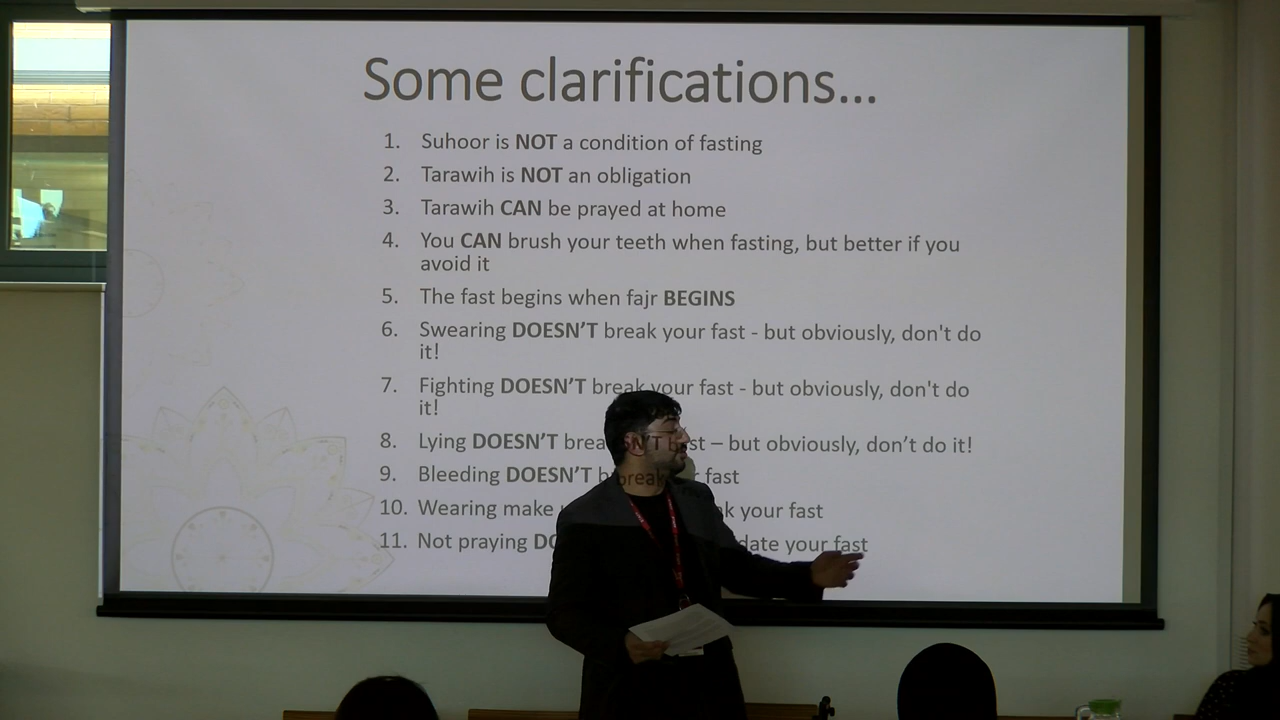 Some clarifications...
1. Suhoor is NOT a condition of fasting
2. Tarawih is NOT an obligation
3. Tarawih CAN be prayed at home
4. You CAN brush your teeth when fasting, but better if you
avoid it
5. The fast begins when fajr BEGINS
6. Swearing DOESN'T break your fast - but obviously, don't do
it!
7. Fighting DOESN'T break your fast - but obviously, don't do
it!
8. Lying DOESN'T – but obviously, don't do it!
9. Bleeding DOESN'T break fast
10. Wearing make your fast
11. Not praying your fast